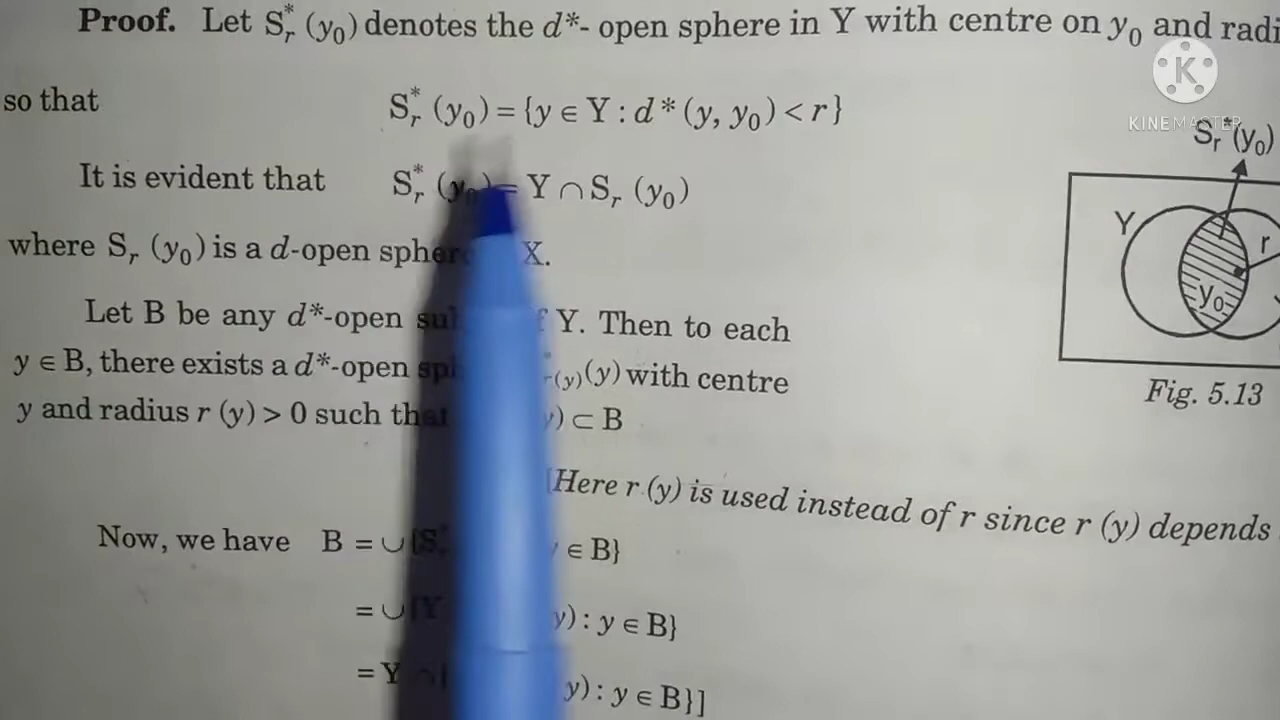 Proof. Let S*r (y0) denotes the d*- open sphere in Y with centre on y0 and
so that S*r (y0) = {y ∈ Y : d* (y, y0) < r}
KINEMASTER
Sr*(y0)
It is evident that S*r (y0) = Y ∩ Sr (y0)
Y
r
y0
where Sr (y0) is a d-open X.
Let B be any d*-open Y. Then to each
y ∈ B, there exists a d*-open r(y)(y) with centre
Fig. 5.13
y and radius r (y) > 0 such ) ⊂ B
[Here r (y) is used instead of r since r (y) depends
Now, we have B = ∪ {S ∈ B}
= ∪ {Y y) : y ∈ B}
= Y ∩ [ y) : y ∈ B}]